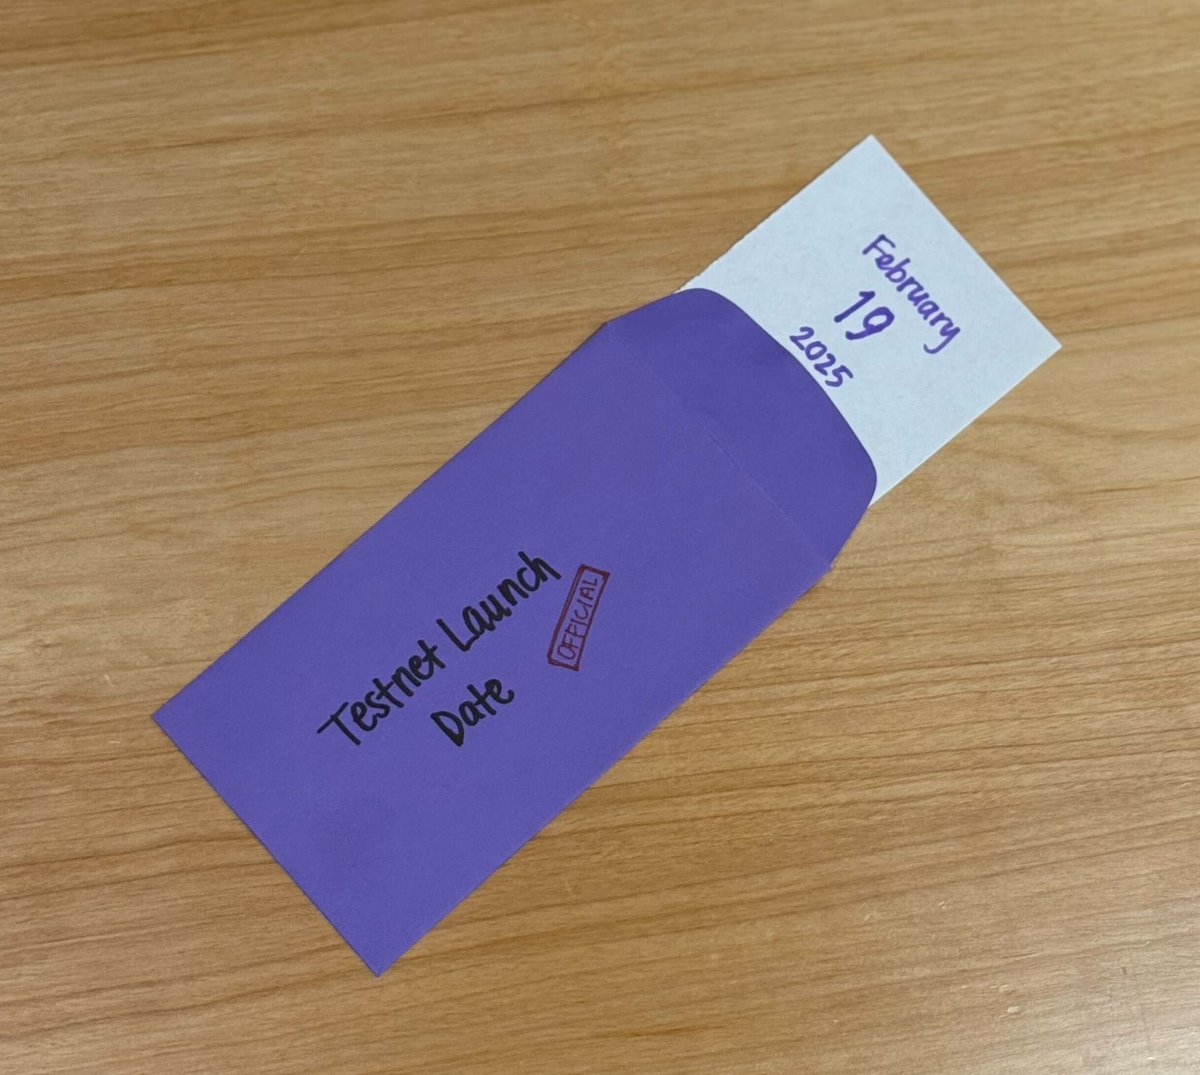 February
19
2025
Testnet Launch
Date
OFFICIAL